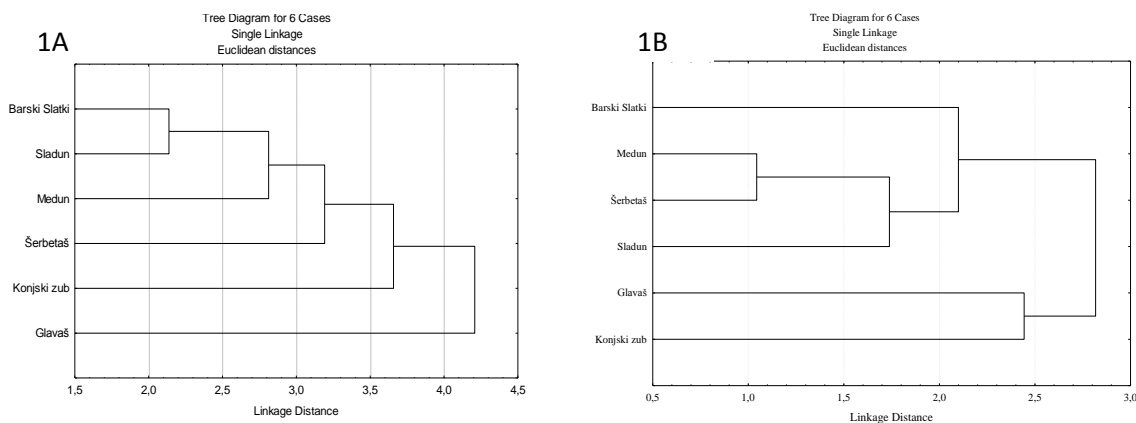 1A
Tree Diagram for 6 Cases
Single Linkage
Euclidean distances
Barski Slatki
Sladun
Medun
Šerbetaš
Konjski zub
Glavaš
1,5 2,0 2,5 3,0 3,5 4,0 4,5
Linkage Distance
1B
Tree Diagram for 6 Cases
Single Linkage
Euclidean distances
Barski Slatki
Medun
Šerbetaš
Sladun
Glavaš
Konjski zub
0,5 1,0 1,5 2,0 2,5 3,0
Linkage Distance